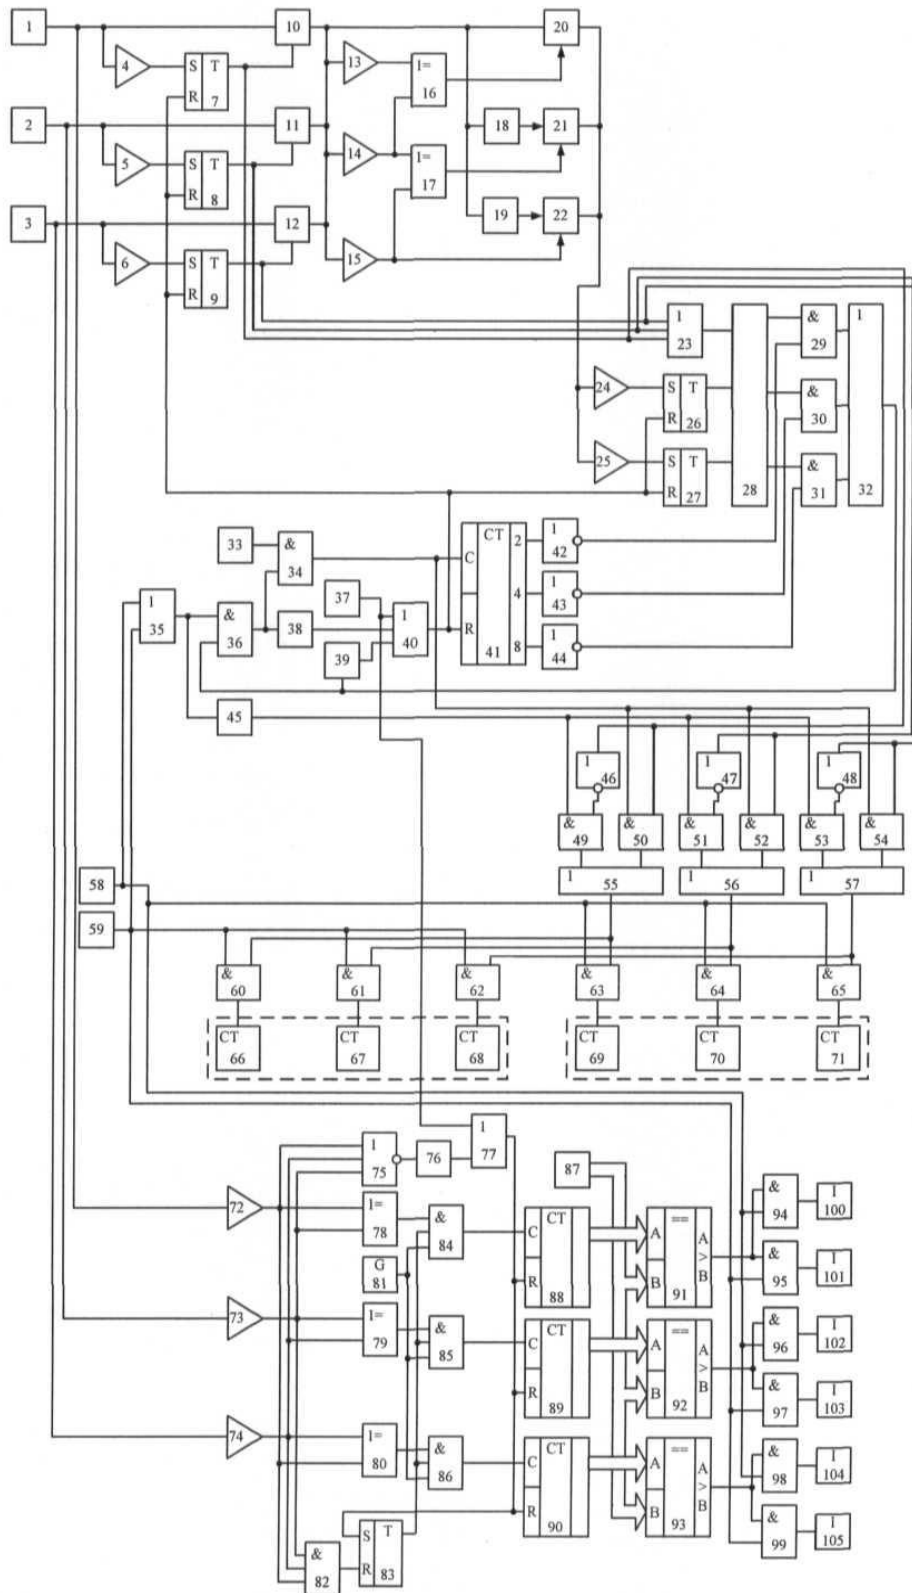 1 10 20
4 S T 13 1=
R 7 16
2 11 18 21
5 S T 14 1=
R 8 17
3 12 19 22
6 S T 15
R 9
1 &
23 29
24 S T &
R 26 30
25 S T &
R 27 28 31 32
33 & CT 2 1
34 C 42
37 4 1
1 & 38 1 43
35 36 40 R 8 1
39 41 44
45
1 46 1 47 1 48
& 49 & 50 & 51 & 52 & 53 & 54
58 1 55 1 56 1 57
59
& 60 & 61 & 62 & 63 & 64 & 65
CT 66 CT 67 CT 68 CT 69 CT 70 CT 71
1 76 1
75 77 87
72 1= & C CT A == A > B & I
78 84 94 100
G
81 R 88 B 91 & I
95 101
73 1= & C CT A == A > B & I
79 85 96 102
R 89 B 92 & I
97 103
74 1= & C CT A == A > B & I
80 86 98 104
S T R 90 B 93 & I
& R 83 99 105
82